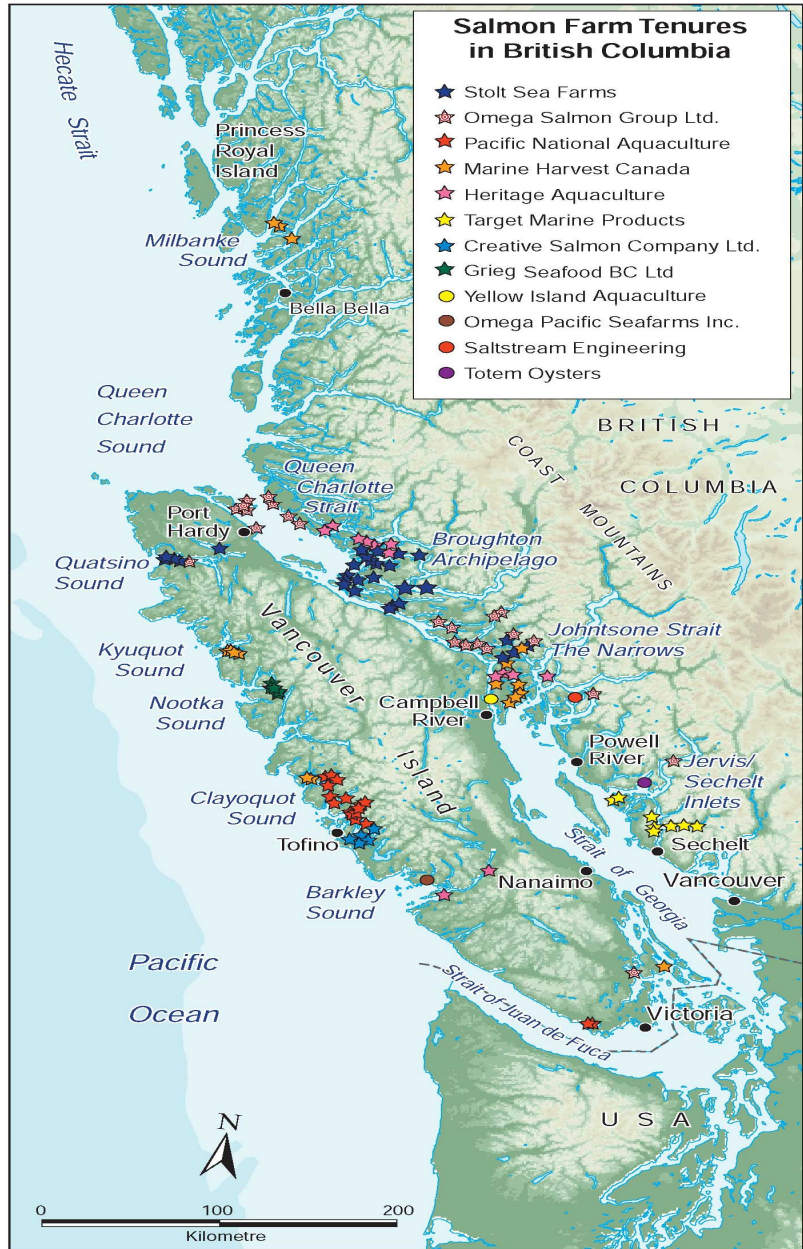 Salmon Farm Tenures
in British Columbia
Stolt Sea Farms
Omega Salmon Group Ltd.
Pacific National Aquaculture
Marine Harvest Canada
Heritage Aquaculture
Target Marine Products
Creative Salmon Company Ltd.
Grieg Seafood BC Ltd
Yellow Island Aquaculture
Omega Pacific Seafarms Inc.
Saltstream Engineering
Totem Oysters
Hecate Strait
Princess
Royal
Island
Milbanke
Sound
Bella Bella
Queen
Charlotte
Sound
BRITISH
COLUMBIA
COAST
MOUNTAINS
Queen
Charlotte
Strait
Port
Hardy
Broughton
Archipelago
Quatsino
Sound
Vancouver
Island
Kyuquot
Sound
Johntsone Strait
The Narrows
Nootka
Sound
Campbell
River
Powell
River
Jervis/
Sechelt
Inlets
Clayoquot
Sound
Tofino
Sechelt
Strait of Georgia
Nanaimo
Vancouver
Barkley
Sound
Pacific
Ocean
Strait of Juan de Fuca
Victoria
USA
N
0 100 200
Kilometre